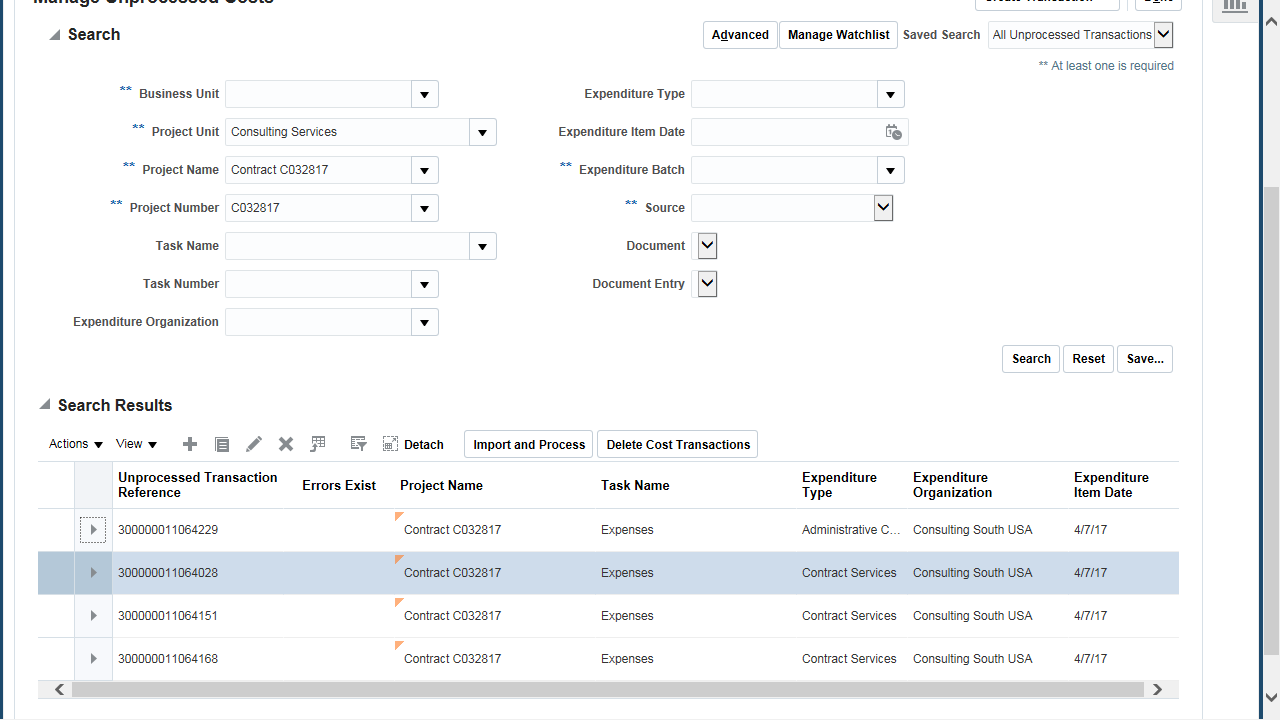 Manage Unprocessed Costs
Create Transaction
Done
Search
Advanced
Manage Watchlist
Saved Search
All Unprocessed Transactions
** At least one is required
** Business Unit
** Project Unit Consulting Services
** Project Name Contract C032817
** Project Number C032817
Task Name
Task Number
Expenditure Organization
Expenditure Type
Expenditure Item Date
** Expenditure Batch
** Source
Document
Document Entry
Search Reset Save...
Search Results
Actions View Detach Import and Process Delete Cost Transactions
Unprocessed Transaction Reference Errors Exist Project Name Task Name Expenditure Type Expenditure Organization Expenditure Item Date
300000011064229 Contract C032817 Expenses Administrative C... Consulting South USA 4/7/17
300000011064028 Contract C032817 Expenses Contract Services Consulting South USA 4/7/17
300000011064151 Contract C032817 Expenses Contract Services Consulting South USA 4/7/17
300000011064168 Contract C032817 Expenses Contract Services Consulting South USA 4/7/17